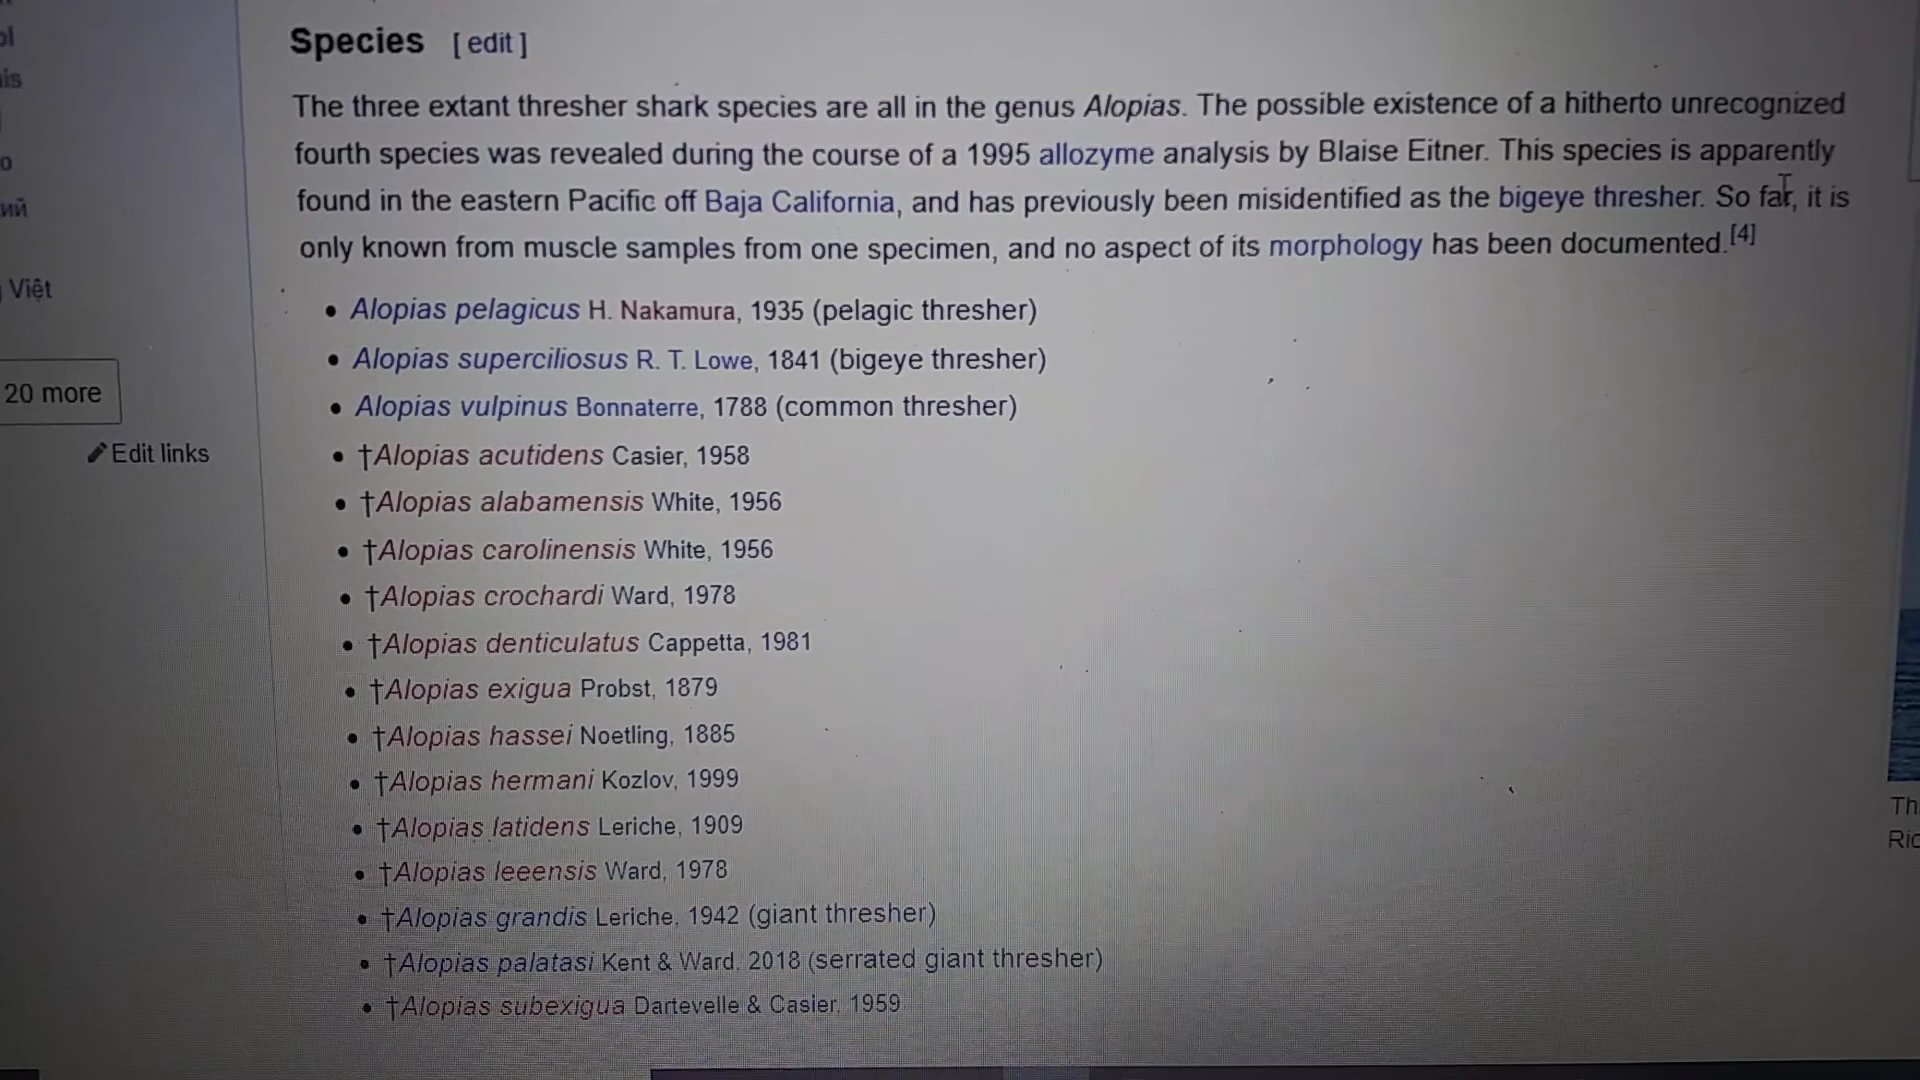 Species [ edit ]
The three extant thresher shark species are all in the genus Alopias. The possible existence of a hitherto unrecognized
fourth species was revealed during the course of a 1995 allozyme analysis by Blaise Eitner. This species is apparently
found in the eastern Pacific off Baja California, and has previously been misidentified as the bigeye thresher. So far, it is
only known from muscle samples from one specimen, and no aspect of its morphology has been documented.[4]
• Alopias pelagicus H. Nakamura, 1935 (pelagic thresher)
• Alopias superciliosus R. T. Lowe, 1841 (bigeye thresher)
• Alopias vulpinus Bonnaterre, 1788 (common thresher)
• †Alopias acutidens Casier, 1958
• †Alopias alabamensis White, 1956
• †Alopias carolinensis White, 1956
• †Alopias crochardi Ward, 1978
• †Alopias denticulatus Cappetta, 1981
• †Alopias exigua Probst, 1879
• †Alopias hassei Noetling, 1885
• †Alopias hermani Kozlov, 1999
• †Alopias latidens Leriche, 1909
• †Alopias leeensis Ward, 1978
• †Alopias grandis Leriche, 1942 (giant thresher)
• †Alopias palatasi Kent & Ward, 2018 (serrated giant thresher)
• †Alopias subexigua Dartevelle & Casier, 1959
Việt
20 more
Edit links